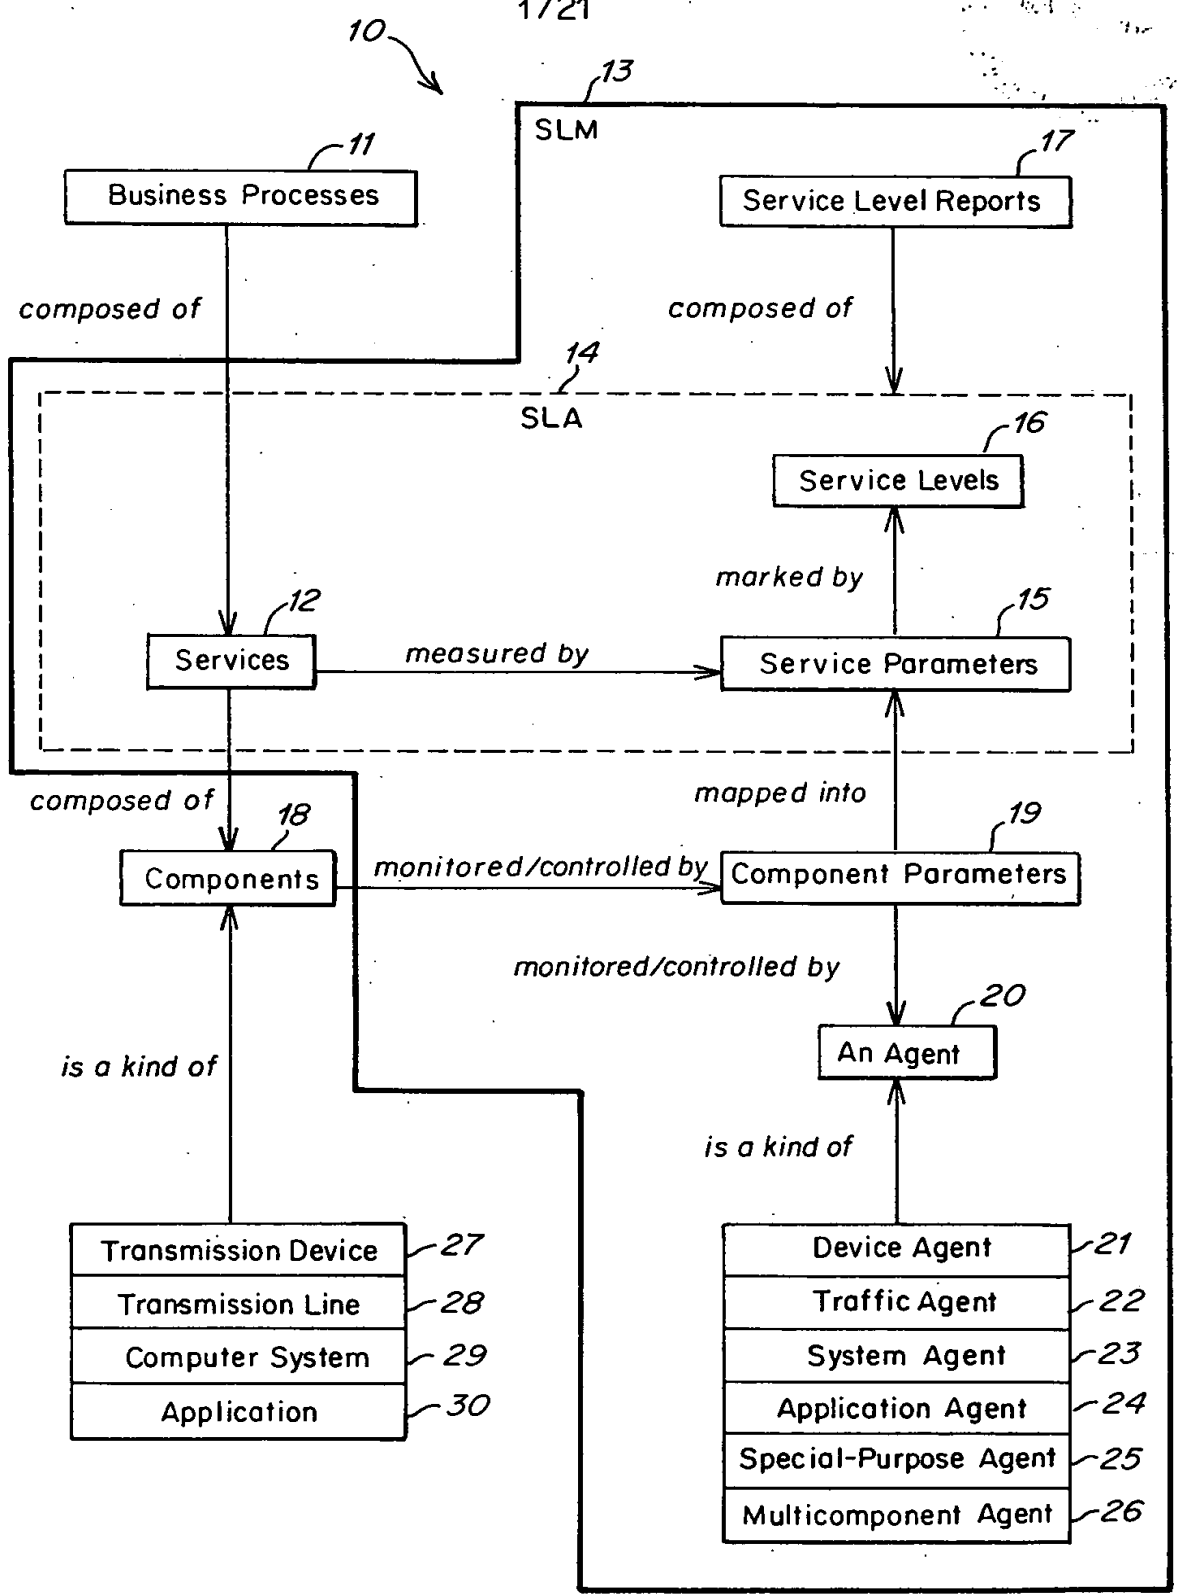 1/21
10
13
SLM
11
Business Processes
17
Service Level Reports
composed of
composed of
14
SLA
16
Service Levels
marked by
12
Services
measured by
15
Service Parameters
composed of
mapped into
18
Components
monitored/controlled by
19
Component Parameters
monitored/controlled by
20
An Agent
is a kind of
is a kind of
Transmission Device 27
Transmission Line 28
Computer System 29
Application 30
Device Agent 21
Traffic Agent 22
System Agent 23
Application Agent 24
Special-Purpose Agent 25
Multicomponent Agent 26